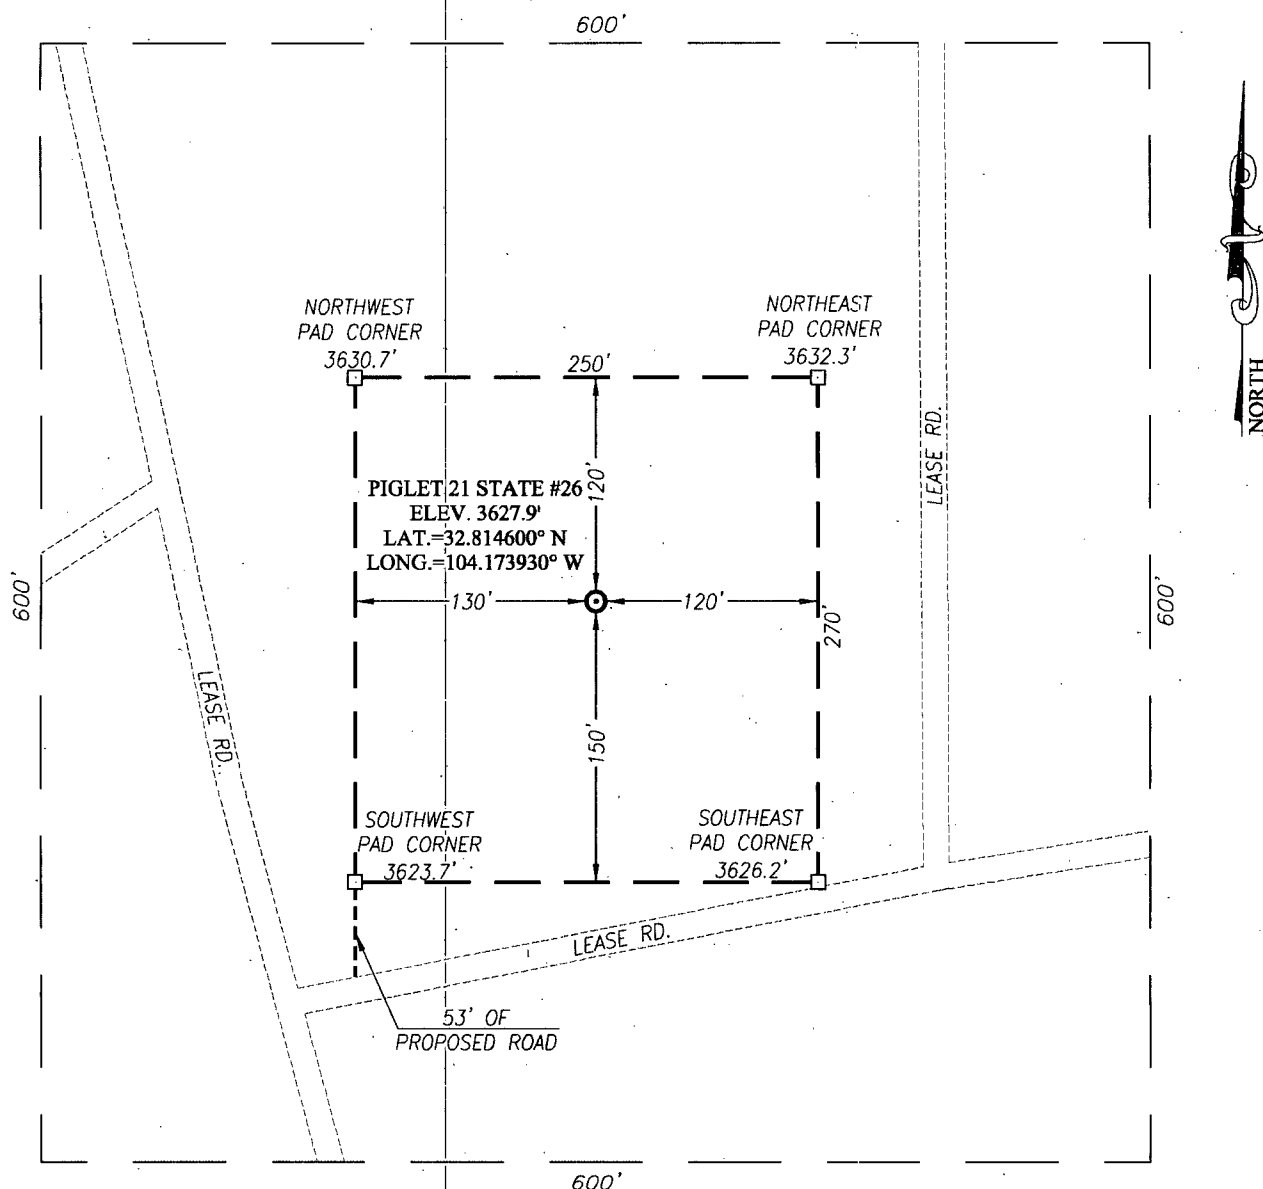 600'
NORTH
NORTHWEST
PAD CORNER
3630.7'
NORTHEAST
PAD CORNER
3632.3'
250'
LEASE RD.
120'
PIGLET 21 STATE #26
ELEV. 3627.9'
LAT.=32.814600° N
LONG.=104.173930° W
600'
130'
120'
270'
600'
LEASE RD.
150'
SOUTHWEST
PAD CORNER
3623.7'
SOUTHEAST
PAD CORNER
3626.2'
LEASE RD.
53' OF
PROPOSED ROAD
600'